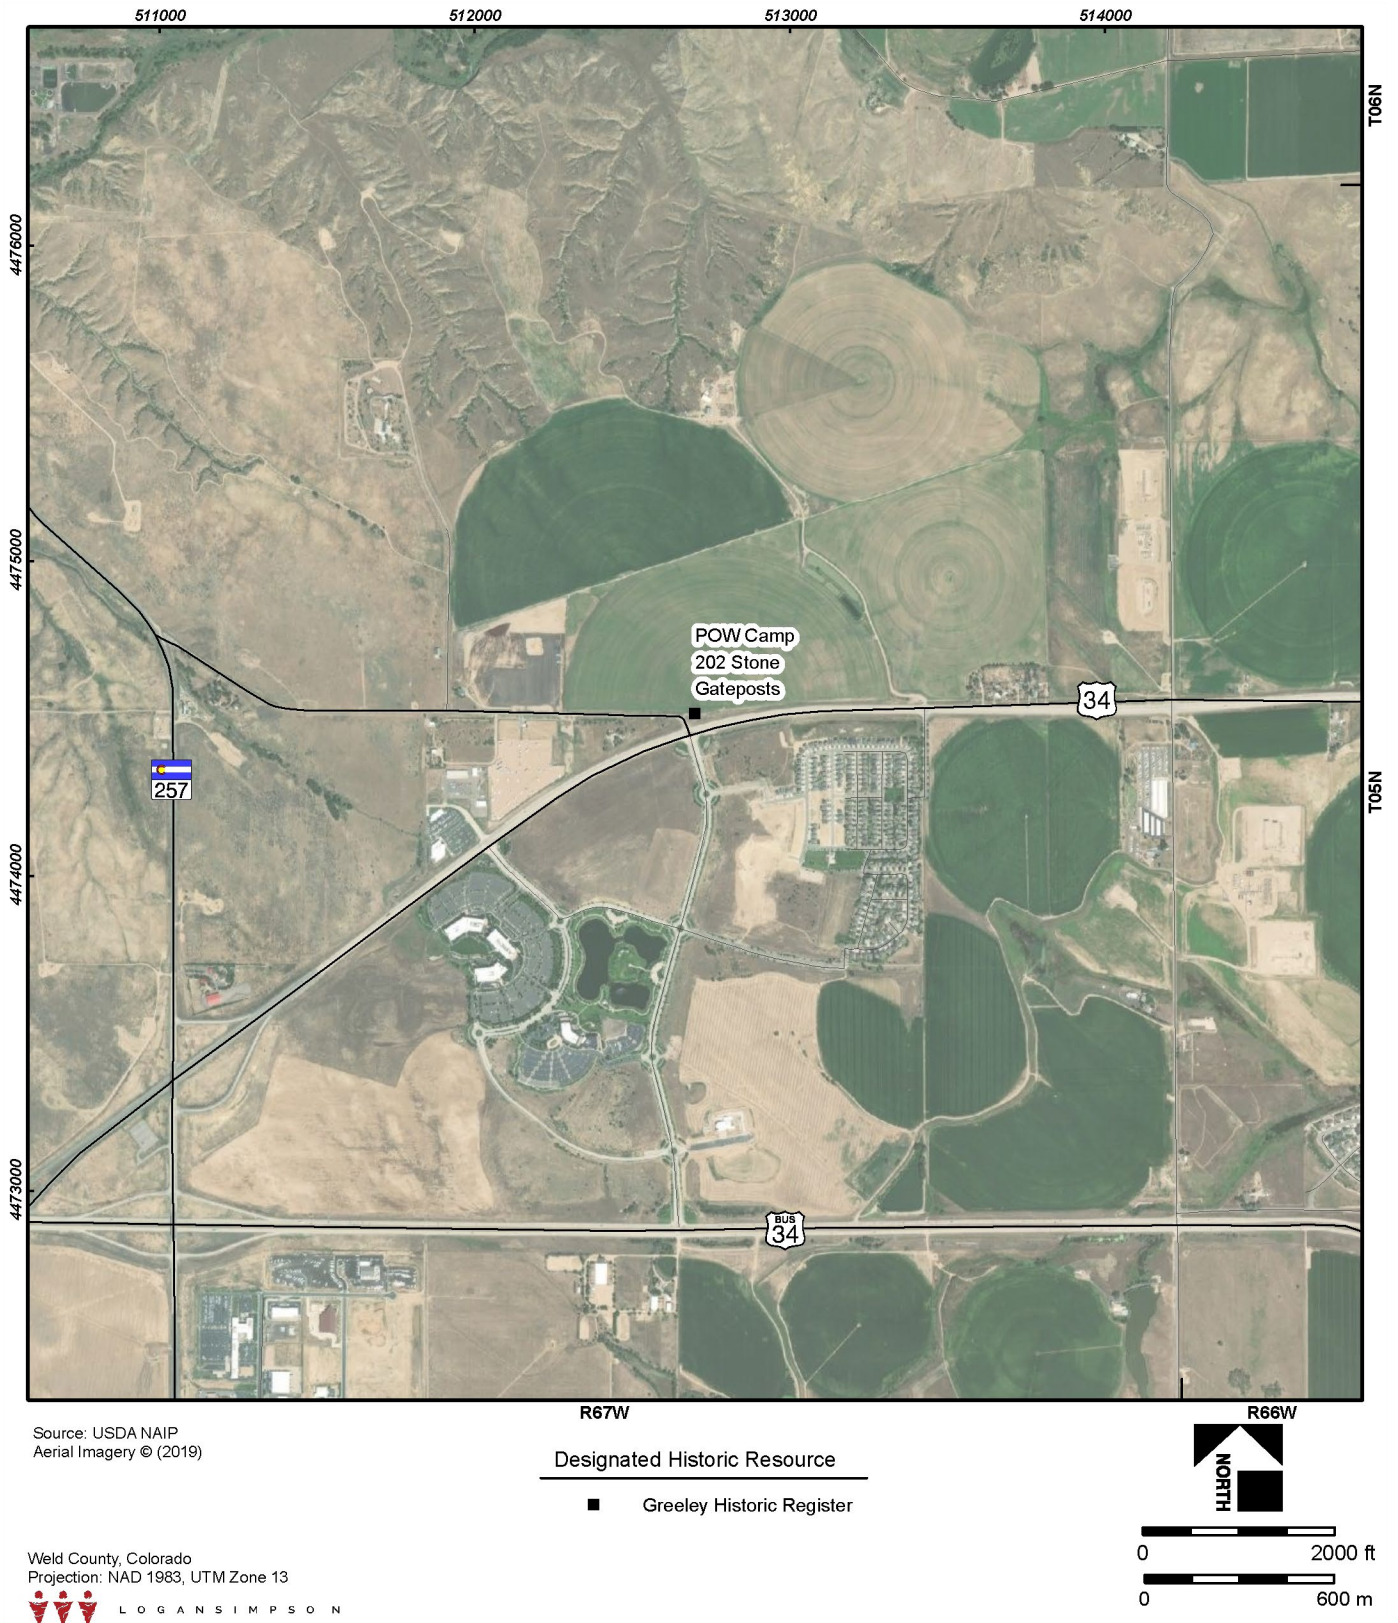 511000
512000
513000
514000
T06N
4476000
4475000
POW Camp
202 Stone
Gateposts
34
257
T05N
4474000
4473000
BUS
34
R67W
R66W
Source: USDA NAIP
Aerial Imagery © (2019)
Designated Historic Resource
Greeley Historic Register
NORTH
0 2000 ft
0 600 m
Weld County, Colorado
Projection: NAD 1983, UTM Zone 13
LOGANSIMPSON